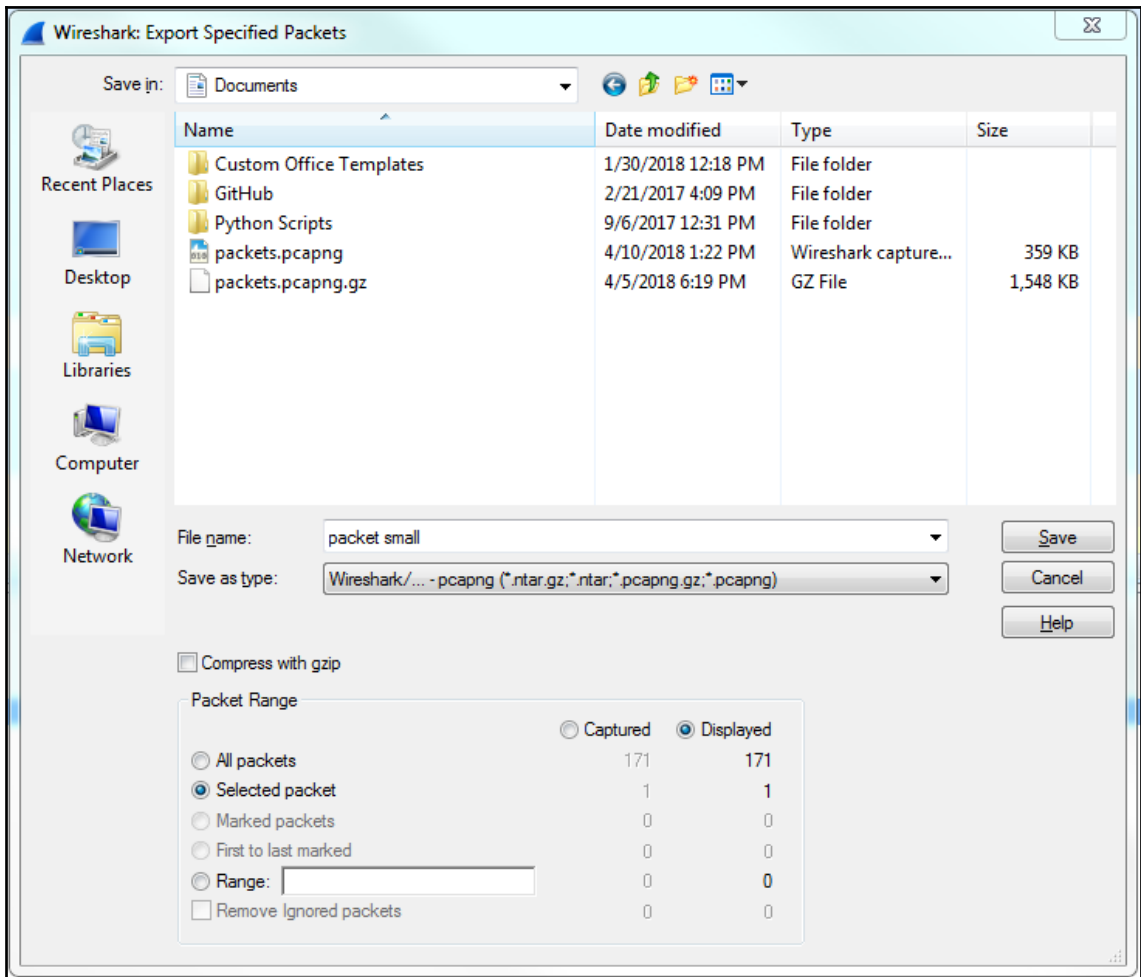 Wireshark: Export Specified Packets
Save in: Documents
Name Date modified Type Size
Custom Office Templates 1/30/2018 12:18 PM File folder
GitHub 2/21/2017 4:09 PM File folder
Python Scripts 9/6/2017 12:31 PM File folder
packets.pcapng 4/10/2018 1:22 PM Wireshark capture... 359 KB
packets.pcapng.gz 4/5/2018 6:19 PM GZ File 1,548 KB
Recent Places
Desktop
Libraries
Computer
Network
File name: packet small Save
Save as type: Wireshark/... - pcapng (*.ntar.gz;*.ntar;*.pcapng.gz;*.pcapng) Cancel
Help
Compress with gzip
Packet Range
Captured Displayed
All packets 171 171
Selected packet 1 1
Marked packets 0 0
First to last marked 0 0
Range: 0 0
Remove Ignored packets 0 0